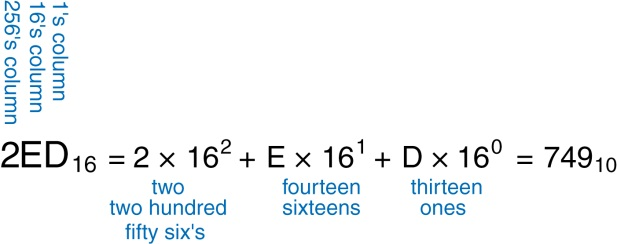 1's column
16's column
256's column
2ED₁₆ = 2 × 16² + E × 16¹ + D × 16⁰ = 749₁₀
two fourteen thirteen
two hundred sixteens ones
fifty six's